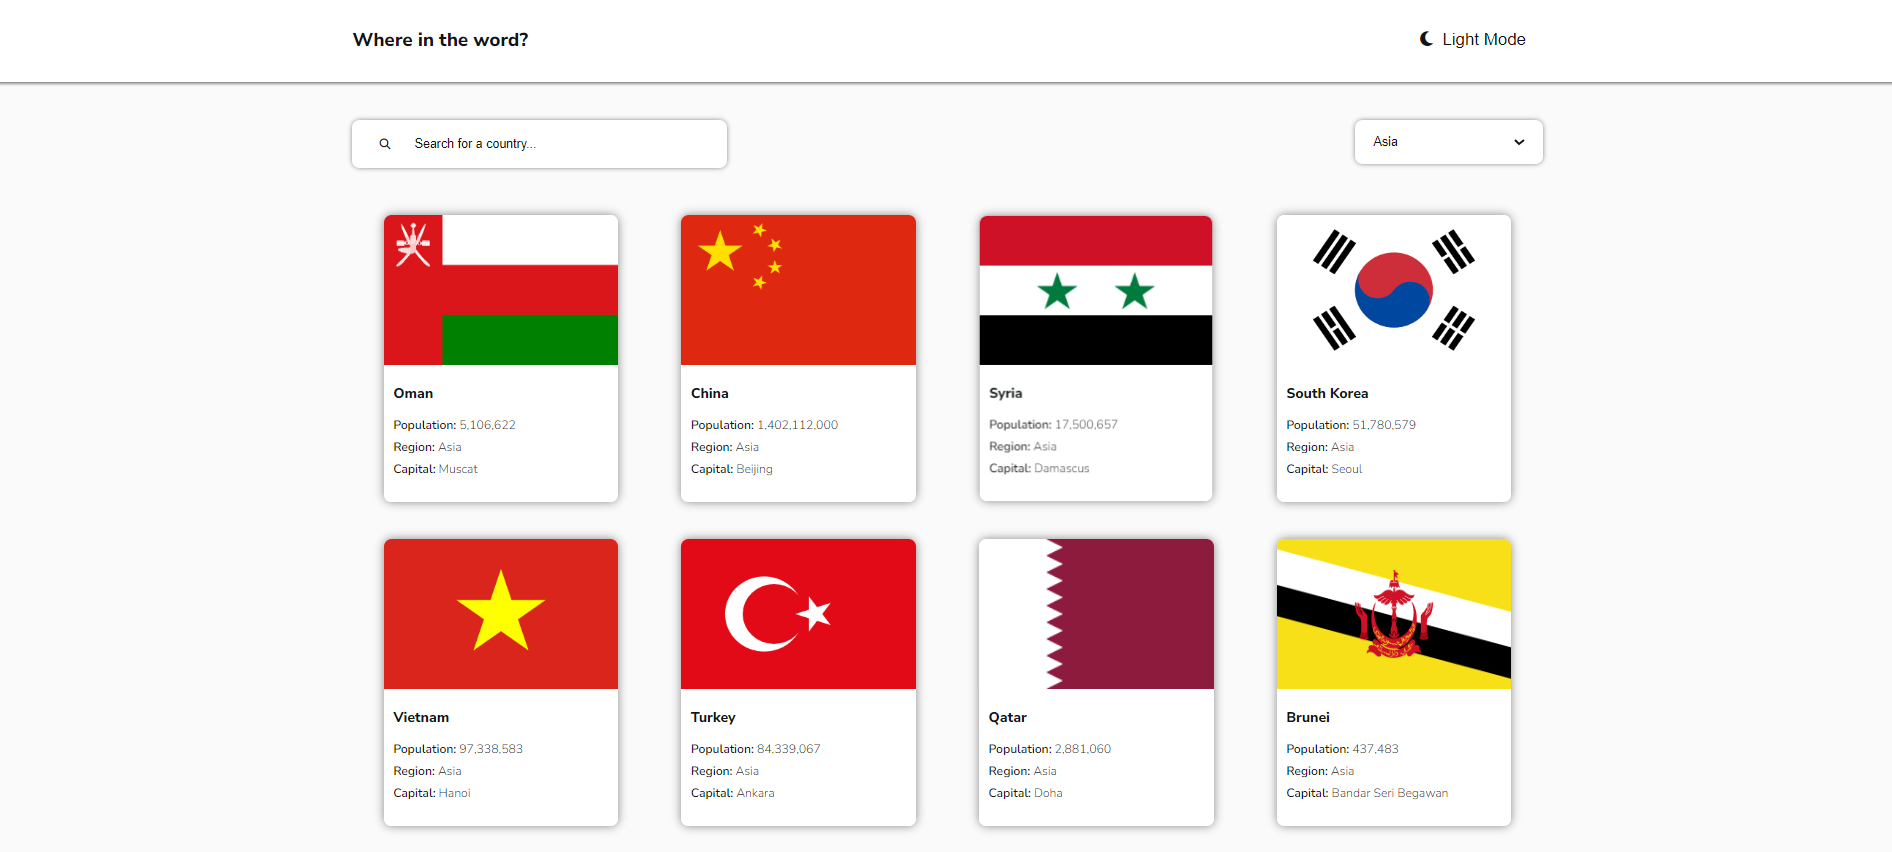 Where in the word?
Light Mode
Search for a country...
Asia
Oman
Population: 5,106,622
Region: Asia
Capital: Muscat
China
Population: 1,402,112,000
Region: Asia
Capital: Beijing
Syria
Population: 17,500,657
Region: Asia
Capital: Damascus
South Korea
Population: 51,780,579
Region: Asia
Capital: Seoul
Vietnam
Population: 97,338,583
Region: Asia
Capital: Hanoi
Turkey
Population: 84,339,067
Region: Asia
Capital: Ankara
Qatar
Population: 2,881,060
Region: Asia
Capital: Doha
Brunei
Population: 437,483
Region: Asia
Capital: Bandar Seri Begawan